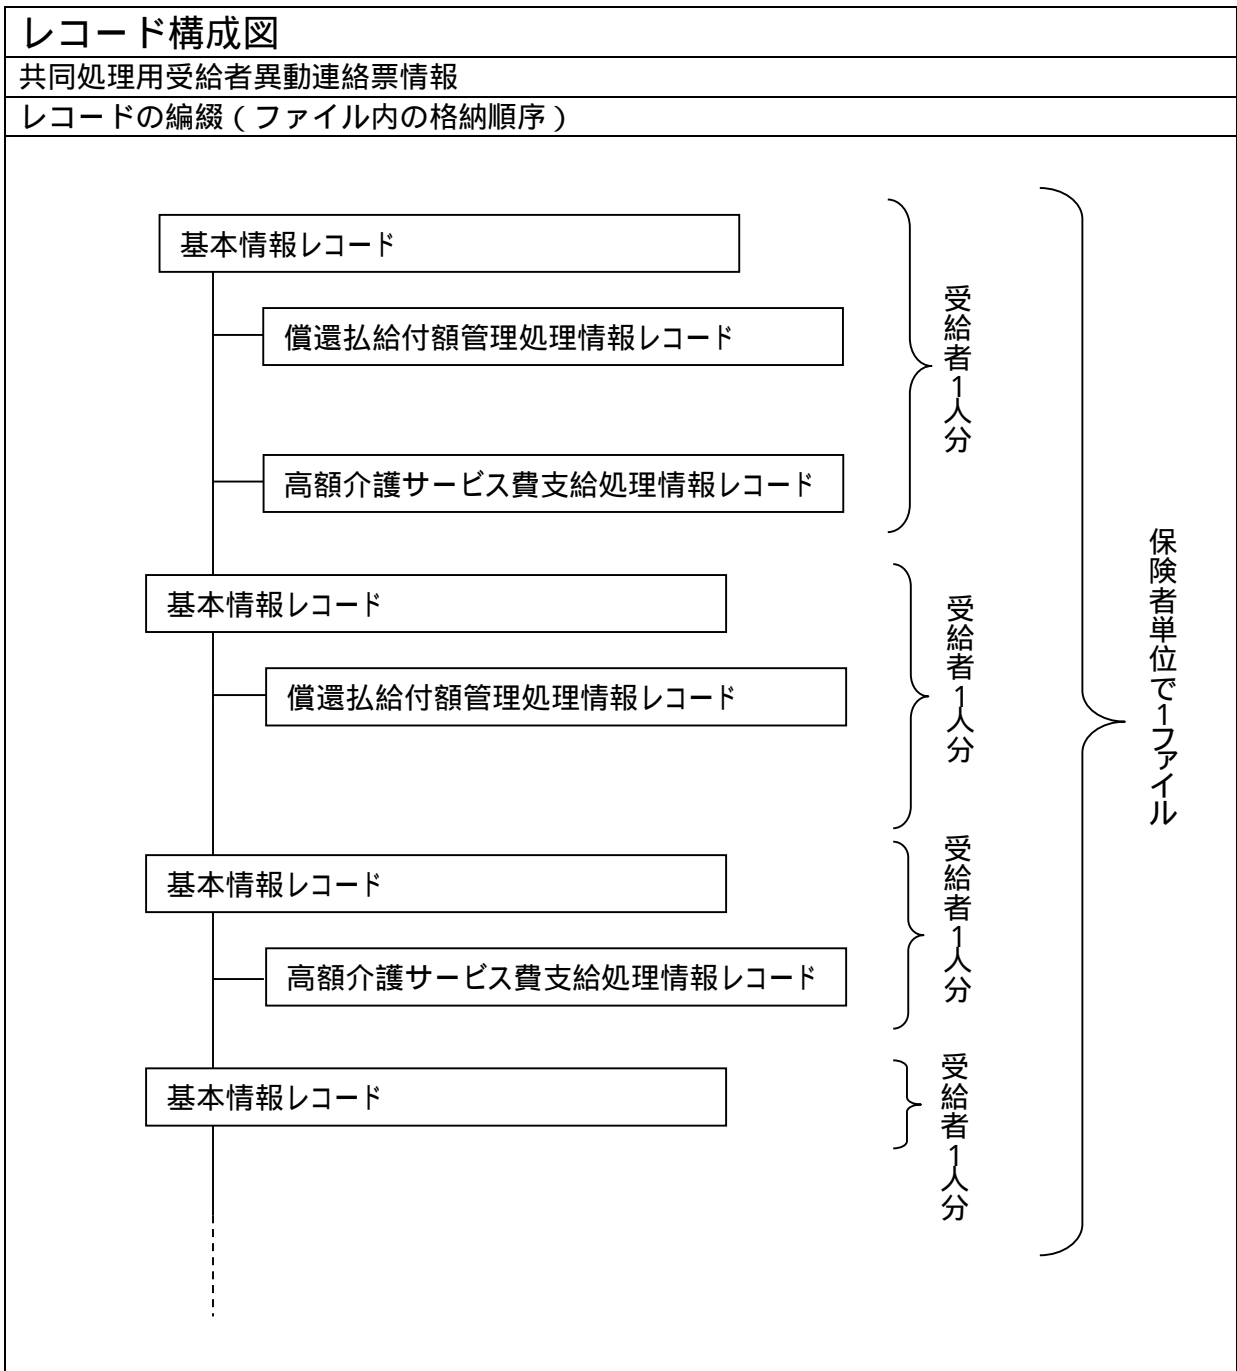 レコード構成図
共同処理用受給者異動連絡票情報
レコードの編綴(ファイル内の格納順序)
基本情報レコード
償還払給付額管理処理情報レコード
高額介護サービス費支給処理情報レコード
受給者1人分
基本情報レコード
償還払給付額管理処理情報レコード
受給者1人分
基本情報レコード
高額介護サービス費支給処理情報レコード
受給者1人分
基本情報レコード
受給者1人分
保険者単位で1ファイル